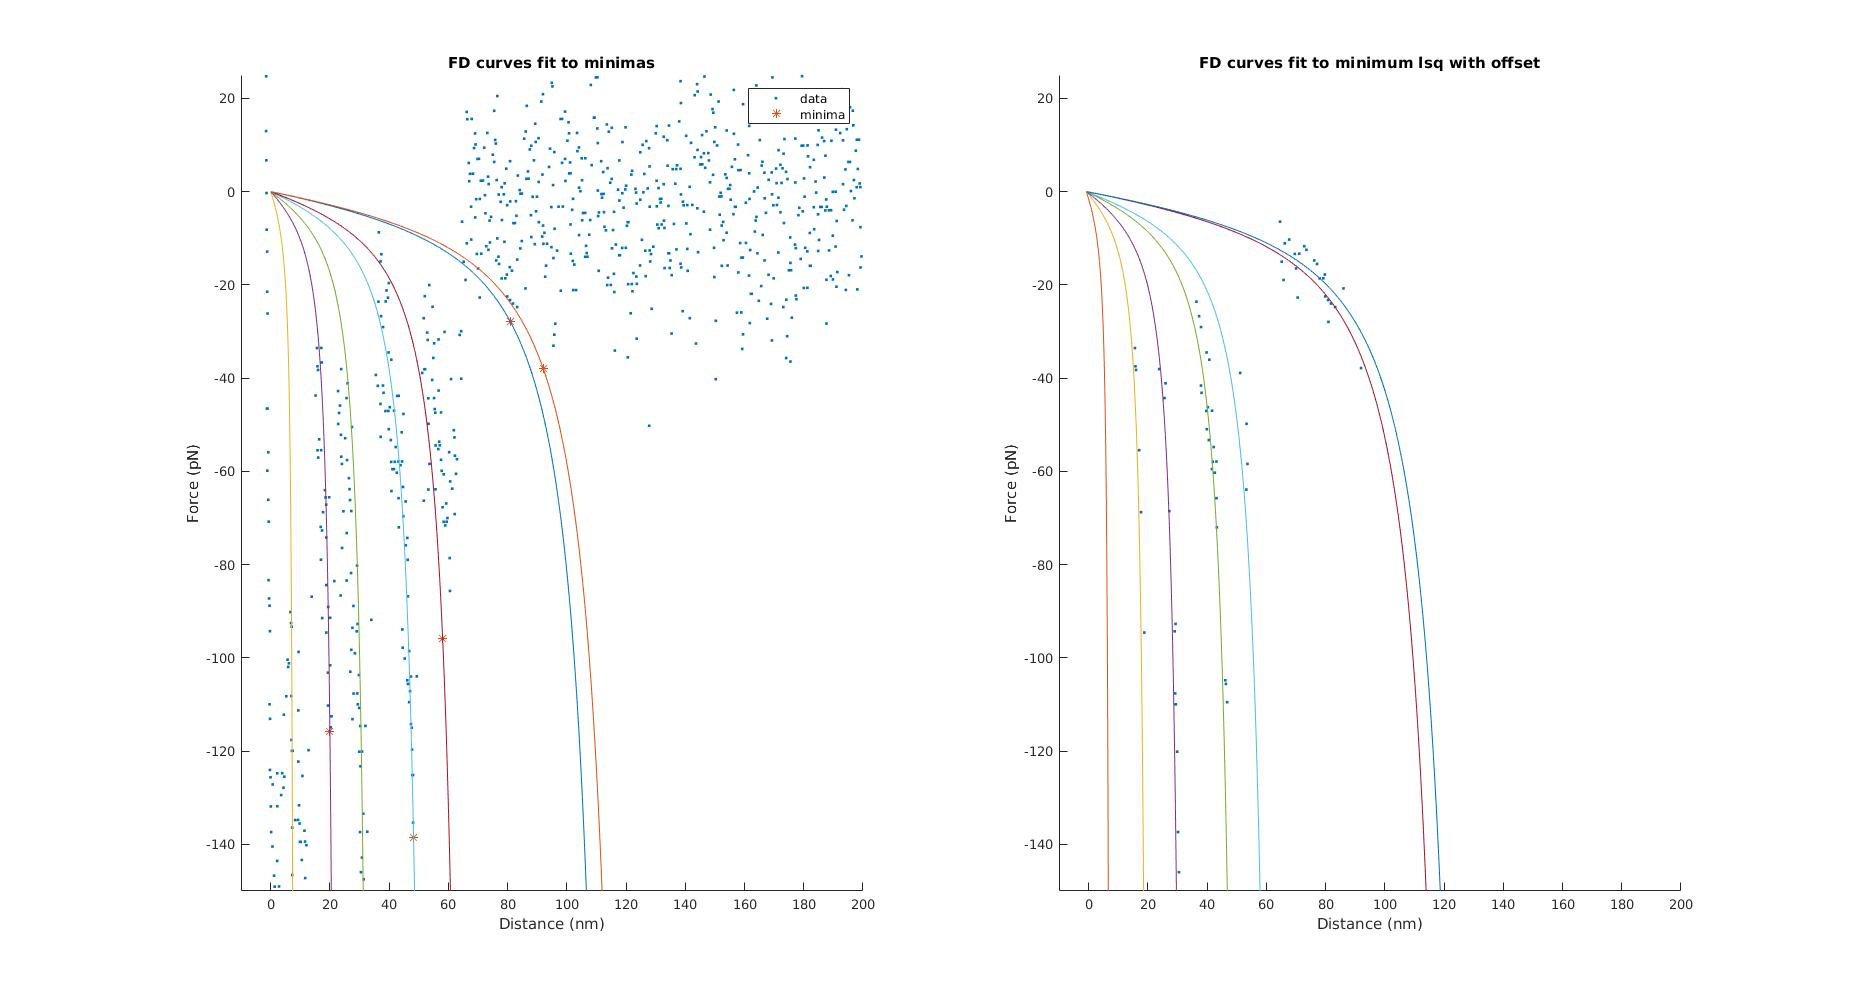 FD curves fit to minimas
data
minima
20
0
-20
-40
-60
-80
-100
-120
-140
Force (pN)
0 20 40 60 80 100 120 140 160 180 200
Distance (nm)
FD curves fit to minimum lsq with offset
20
0
-20
-40
-60
-80
-100
-120
-140
Force (pN)
0 20 40 60 80 100 120 140 160 180 200
Distance (nm)